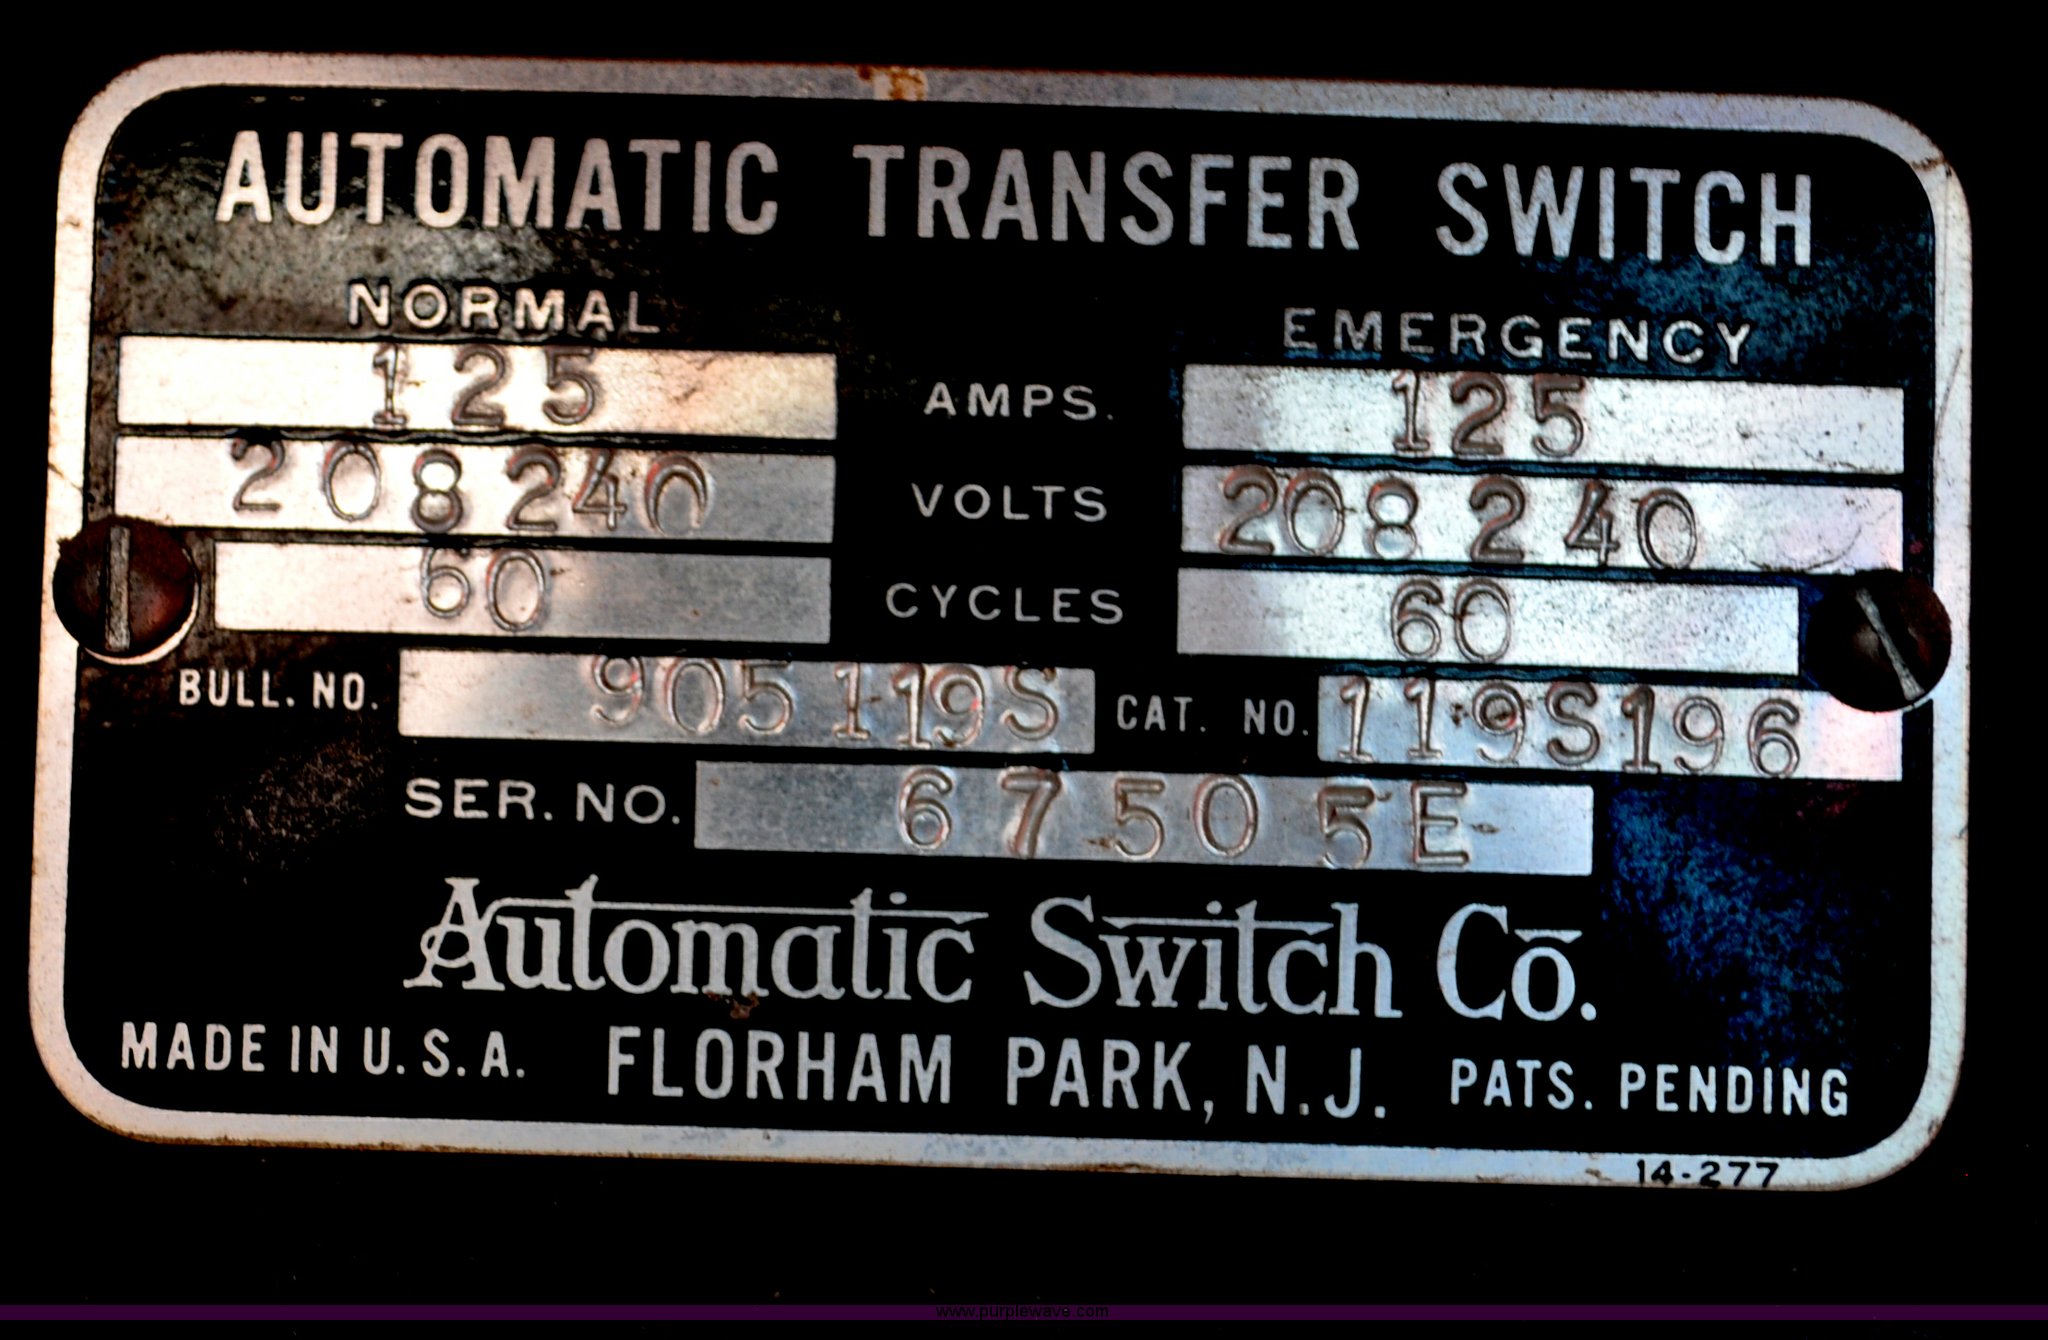 AUTOMATIC TRANSFER SWITCH
NORMAL EMERGENCY
125 AMPS. 125
208 240 VOLTS 208 240
60 CYCLES 60
BULL. NO. 905 119S CAT. NO. 119S196
SER. NO. 67505E
Automatic Switch Co.
MADE IN U.S.A. FLORHAM PARK, N.J. PATS. PENDING
14-277
www.purplewave.com